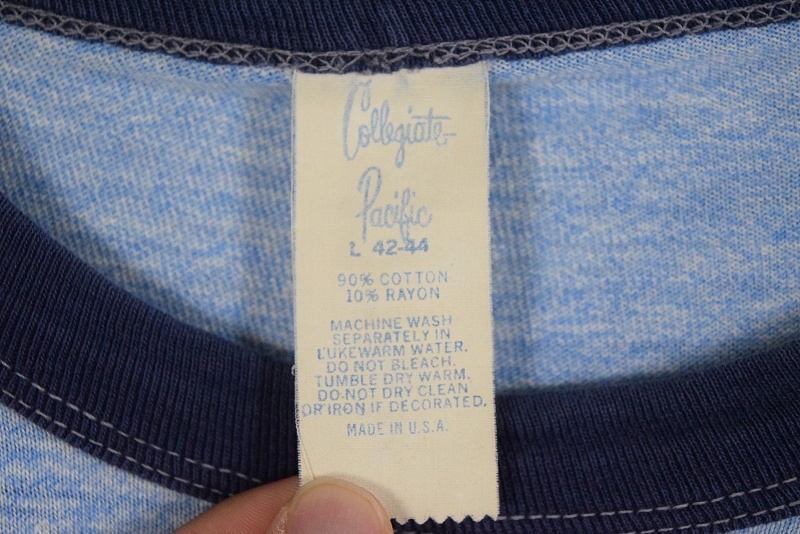 Collegiate-
Pacific
L 42-44
90% COTTON
10% RAYON
MACHINE WASH
SEPARATELY IN
LUKEWARM WATER.
DO NOT BLEACH.
TUMBLE DRY WARM.
DO NOT DRY CLEAN
OR IRON IF DECORATED.
MADE IN U.S.A.